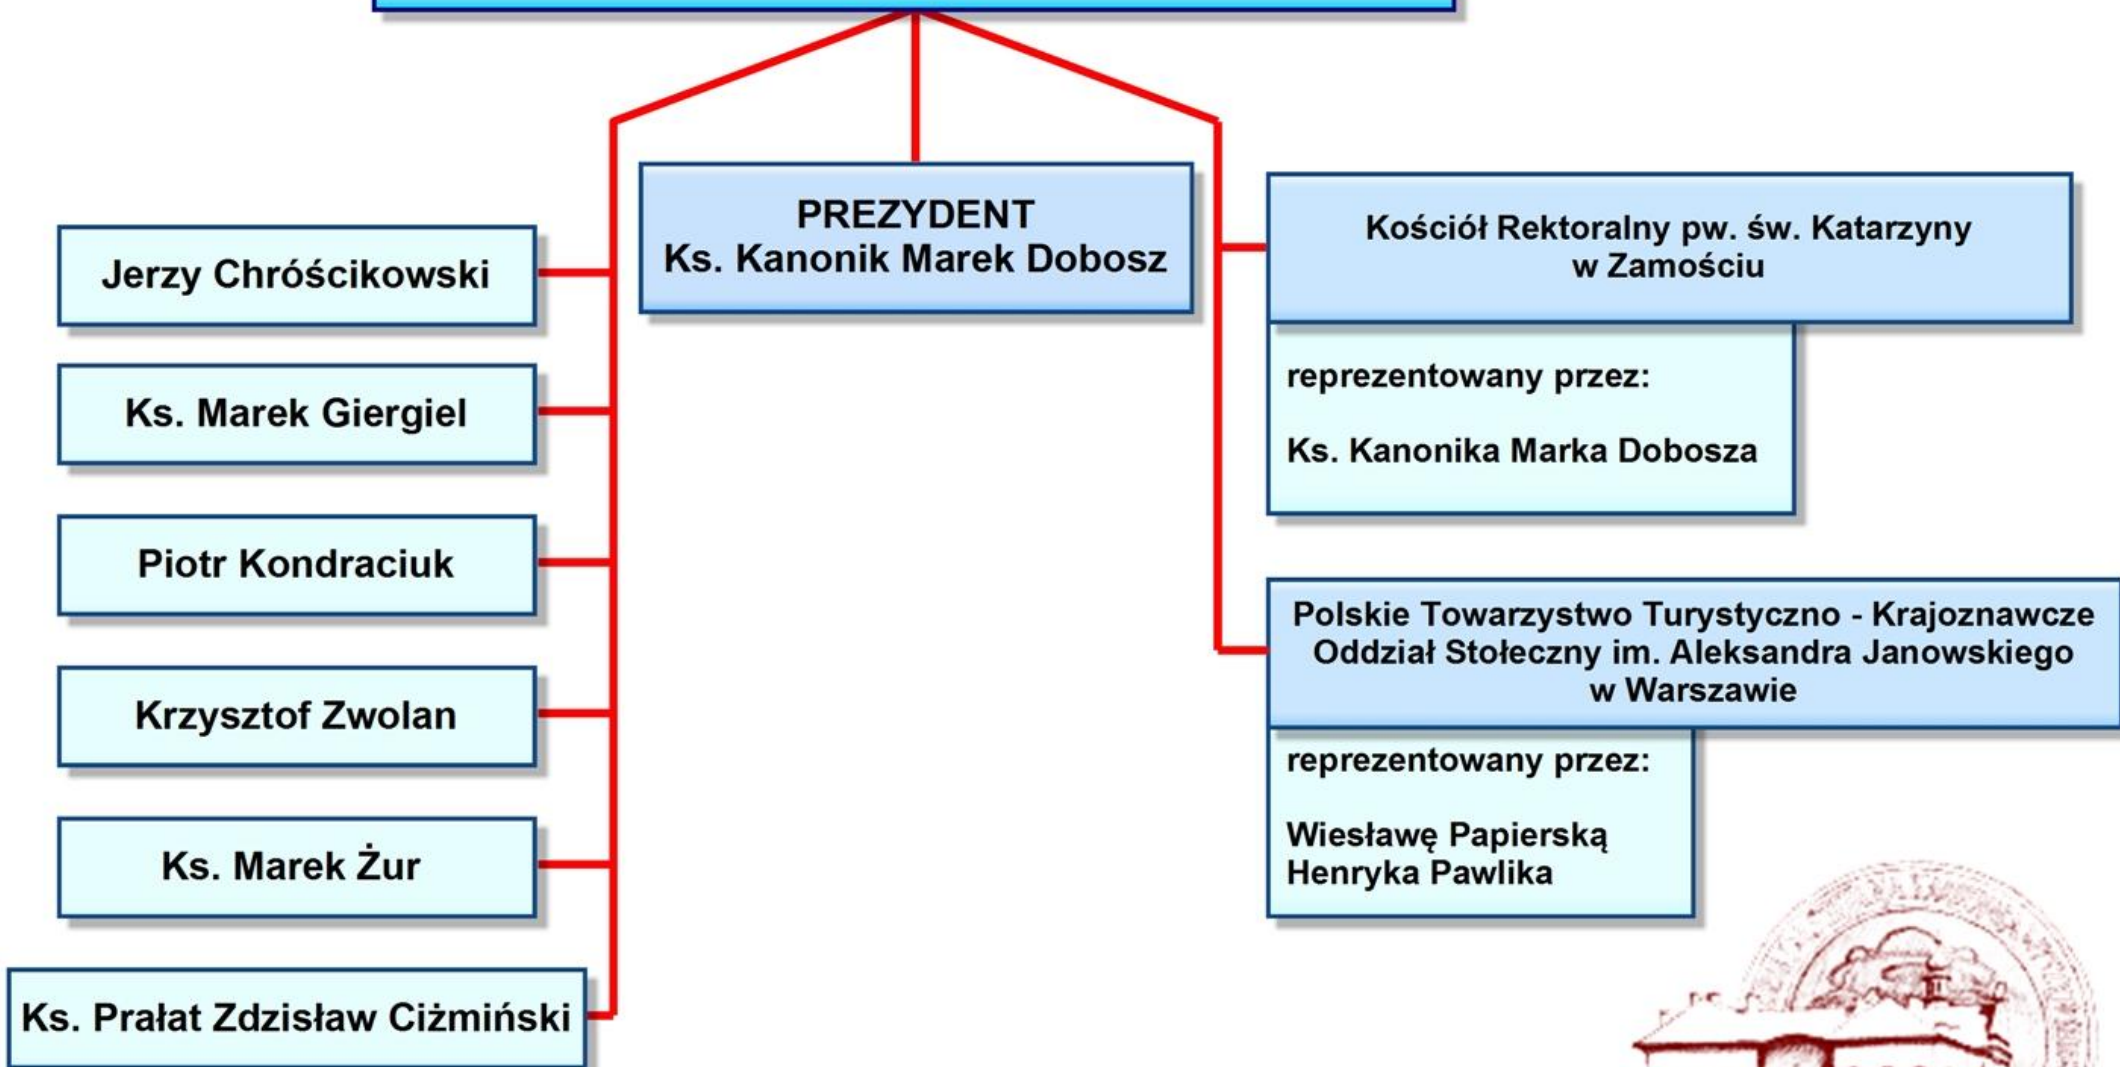 PREZYDENT
Ks. Kanonik Marek Dobosz
Jerzy Chróścikowski
Ks. Marek Giergiel
Piotr Kondraciuk
Krzysztof Zwolan
Ks. Marek Żur
Ks. Prałat Zdzisław Ciżmiński
Kościół Rektoralny pw. św. Katarzyny
w Zamościu
reprezentowany przez:
Ks. Kanonika Marka Dobosza
Polskie Towarzystwo Turystyczno - Krajoznawcze
Oddział Stołeczny im. Aleksandra Janowskiego
w Warszawie
reprezentowany przez:
Wiesławę Papierską
Henryka Pawlika